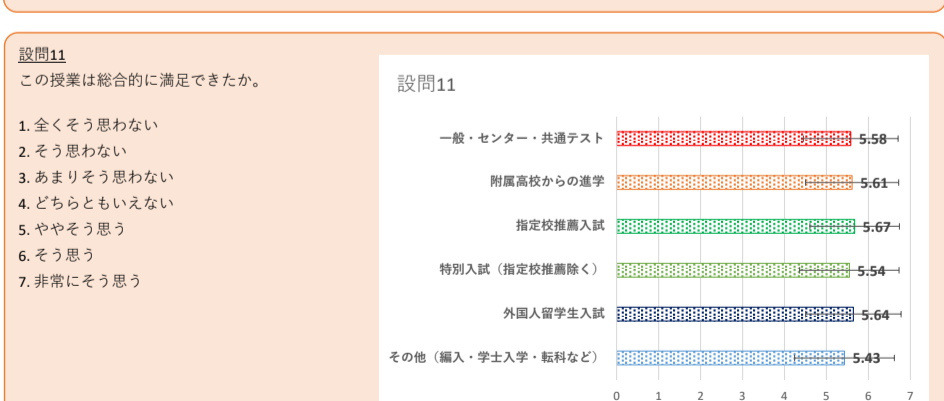 設問11
この授業は総合的に満足できたか。
1. 全くそう思わない
2. そう思わない
3. あまりそう思わない
4. どちらともいえない
5. ややそう思う
6. そう思う
7. 非常にそう思う
設問11
一般・センター・共通テスト 5.58
附属高校からの進学 5.61
指定校推薦入試 5.67
特別入試（指定校推薦除く） 5.54
外国人留学生入試 5.64
その他（編入・学士入学・転科など） 5.43
0 1 2 3 4 5 6 7